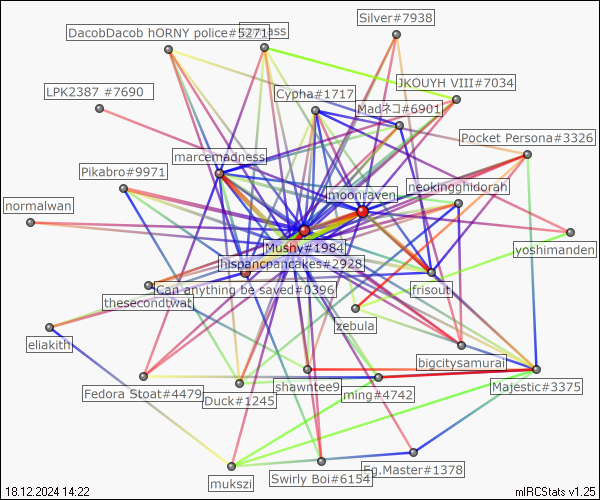 Silver#7938
DacobDacob hORNY police#5271
JKOUYH VIII#7034
LPK2387 #7690
Cypha#1717
Madネコ#6901
Pocket Persona#3326
marcemadness
Pikabro#9971
moonraven
neokingghidorah
normalwan
Mushy#1984
yoshimanden
hispancpancakes#2928
Can anything be saved#0396
frisout
thesecondtwat
zebula
eliakith
bigcitysamurai
Fedora Stoat#4479
shawntee9
Majestic#3375
Duck#1245
ming#4742
Eg.Master#1378
mukszi
Swirly Boi#6154
18.12.2024 14:22
mIRCStats v1.25